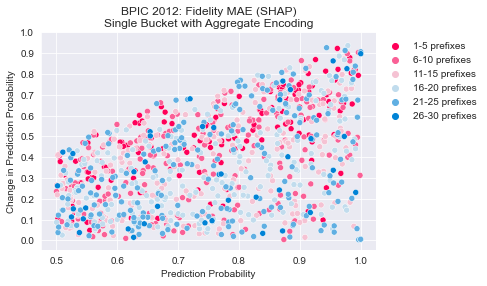 BPIC 2012: Fidelity MAE (SHAP)
Single Bucket with Aggregate Encoding
Change in Prediction Probability
1.0
0.9
0.8
0.7
0.6
0.5
0.4
0.3
0.2
0.1
0.0
0.5 0.6 0.7 0.8 0.9 1.0
Prediction Probability
1-5 prefixes
6-10 prefixes
11-15 prefixes
16-20 prefixes
21-25 prefixes
26-30 prefixes